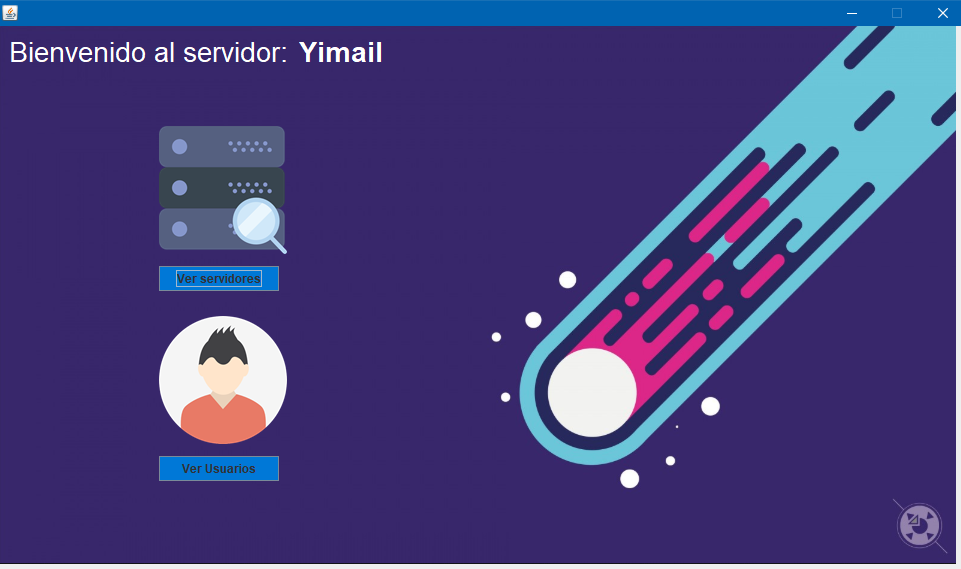 Bienvenido al servidor: Yimail
Ver servidores
Ver Usuarios